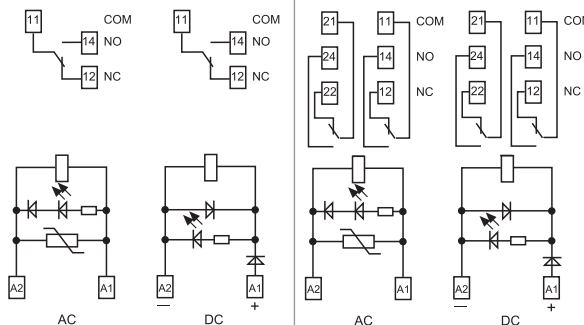 11 COM 11 COM 21 11 COM 21 11 COM
14 NO 14 NO 24 14 NO 24 14 NO
12 NC 12 NC 22 12 NC 22 12 NC
A2 A1 A2 A1 A2 A1 A2 A1
— + — +
AC DC AC DC